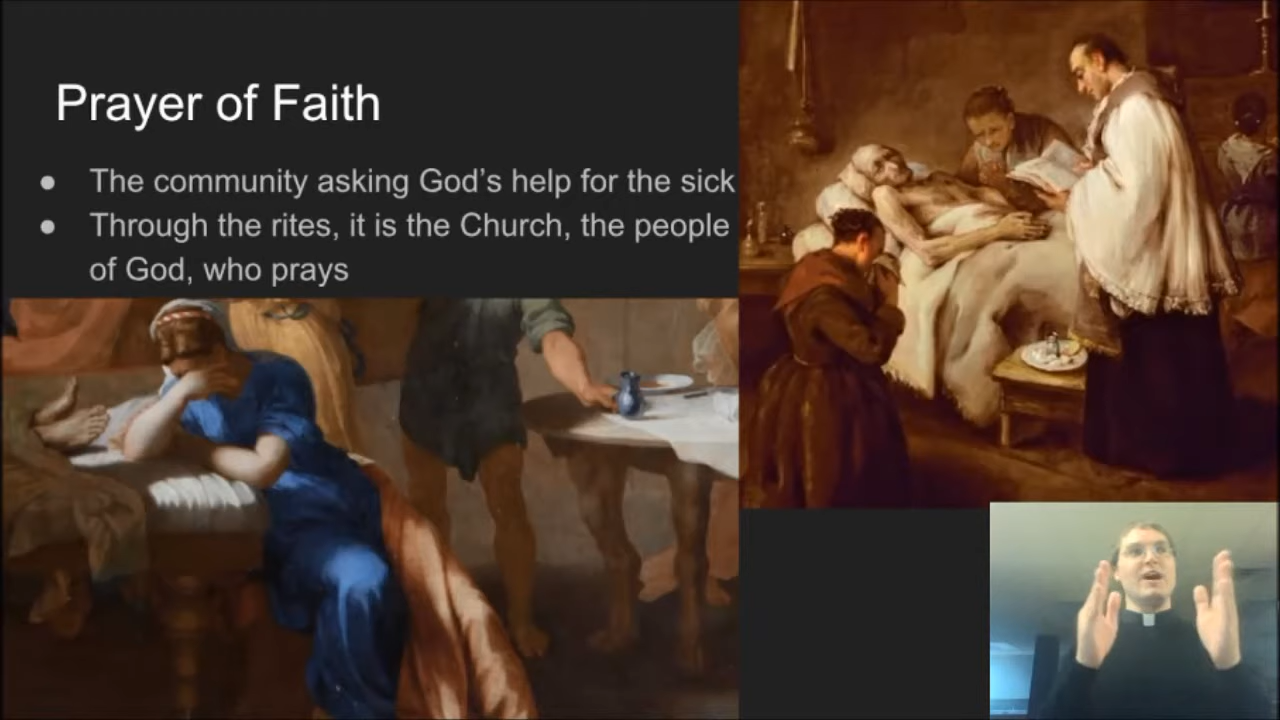 Prayer of Faith
● The community asking God's help for the sick
● Through the rites, it is the Church, the people
of God, who prays